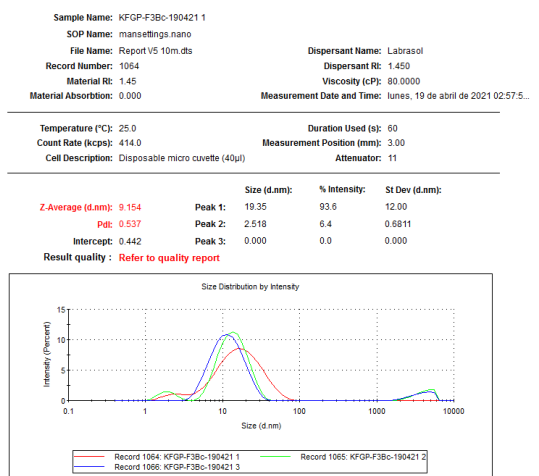 Sample Name: KFGP-F3Bc-190421 1
SOP Name: mansettings.nano
File Name: Report V5 10m.dts Dispersant Name: Labrasol
Record Number: 1064 Dispersant RI: 1.450
Material RI: 1.45 Viscosity (cP): 80.0000
Material Absorbtion: 0.000 Measurement Date and Time: lunes, 19 de abril de 2021 02:57:5...
Temperature (°C): 25.0 Duration Used (s): 60
Count Rate (kcps): 414.0 Measurement Position (mm): 3.00
Cell Description: Disposable micro cuvette (40µl) Attenuator: 11
Size (d.nm): % Intensity: St Dev (d.nm):
Z-Average (d.nm): 9.154 Peak 1: 19.35 93.6 12.00
PdI: 0.537 Peak 2: 2.518 6.4 0.6811
Intercept: 0.442 Peak 3: 0.000 0.0 0.000
Result quality : Refer to quality report
Size Distribution by Intensity
15
10
5
0
Intensity (Percent)
0.1 1 10 100 1000 10000
Size (d.nm)
Record 1064: KFGP-F3Bc-190421 1 Record 1065: KFGP-F3Bc-190421 2
Record 1066: KFGP-F3Bc-190421 3